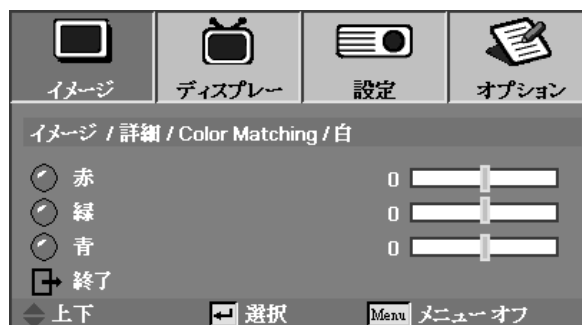 イメージ ディスプレー 設定 オプション
イメージ / 詳細 / Color Matching / 白
赤 0
緑 0
青 0
終了
上下 選択 Menu メニュー オフ